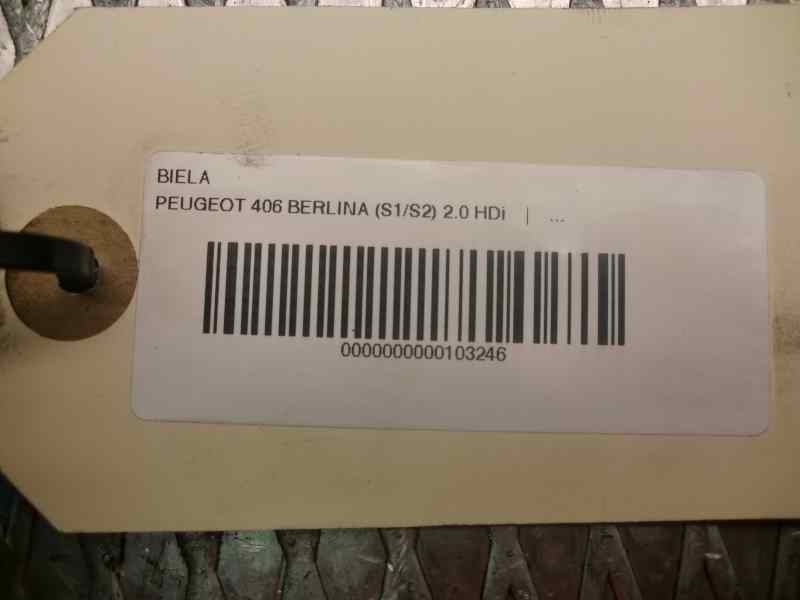 BIELA
PEUGEOT 406 BERLINA (S1/S2) 2.0 HDi | ...
0000000000103246